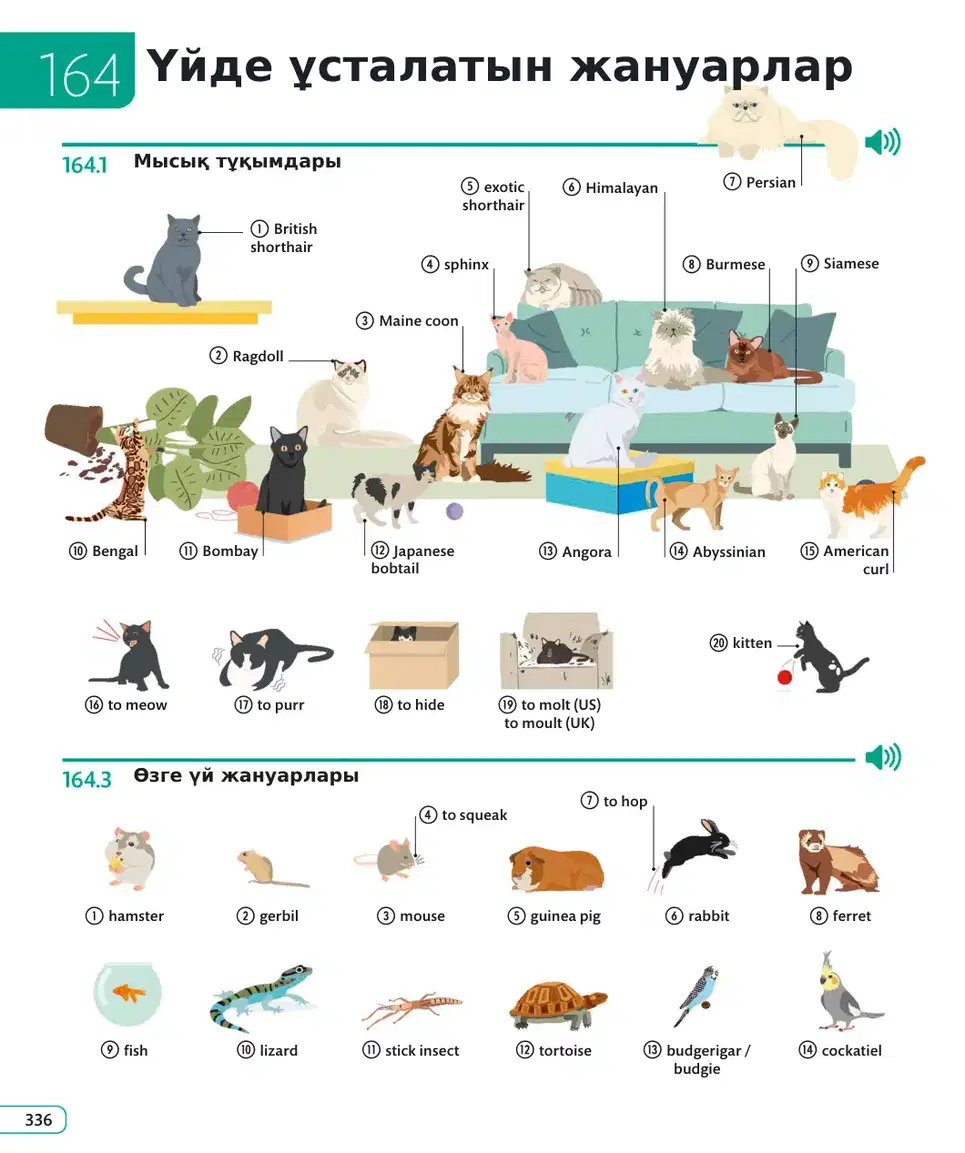 164 Үйде ұсталатын жануарлар
164.1 Мысық тұқымдары
① British
shorthair
② Ragdoll
③ Maine coon
④ sphinx
⑤ exotic
shorthair
⑥ Himalayan
⑦ Persian
⑧ Burmese
⑨ Siamese
⑩ Bengal
⑪ Bombay
⑫ Japanese
bobtail
⑬ Angora
⑭ Abyssinian
⑮ American
curl
⑯ to meow
⑰ to purr
⑱ to hide
⑲ to molt (US)
to moult (UK)
⑳ kitten
164.3 Өзге үй жануарлары
① hamster
② gerbil
③ mouse
④ to squeak
⑤ guinea pig
⑥ rabbit
⑦ to hop
⑧ ferret
⑨ fish
⑩ lizard
⑪ stick insect
⑫ tortoise
⑬ budgerigar /
budgie
⑭ cockatiel
336